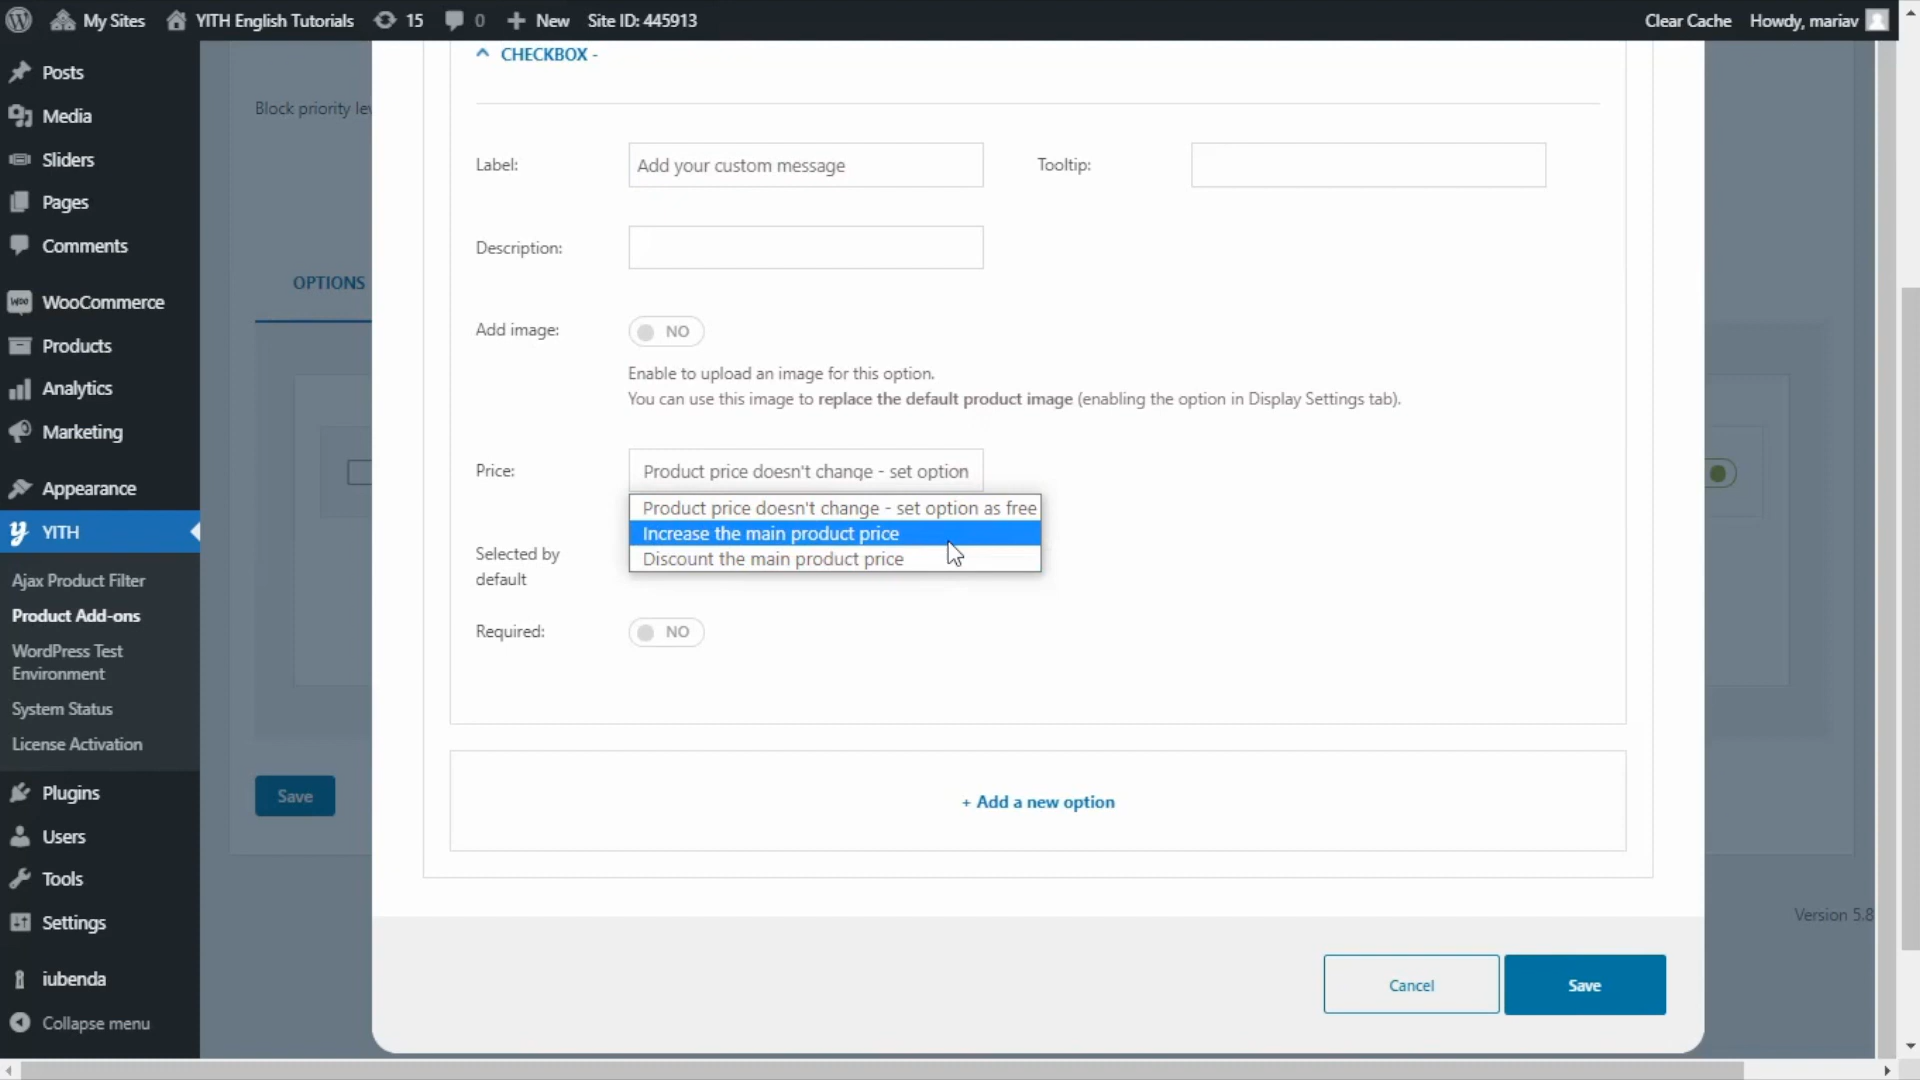 My Sites YITH English Tutorials 15 0 New Site ID: 445913 Clear Cache Howdy, mariav
Posts
Media
Sliders
Pages
Comments
WooCommerce
Products
Analytics
Marketing
Appearance
YITH
Ajax Product Filter
Product Add-ons
WordPress Test
Environment
System Status
License Activation
Plugins
Users
Tools
Settings
iubenda
Collapse menu
Block priority
OPTIONS
Save
CHECKBOX -
Label: Add your custom message Tooltip:
Description:
Add image: NO
Enable to upload an image for this option.
You can use this image to replace the default product image (enabling the option in Display Settings tab).
Price: Product price doesn't change - set option
Product price doesn't change - set option as free
Increase the main product price
Discount the main product price
Selected by
default
Required: NO
+ Add a new option
Version 5.8
Cancel Save